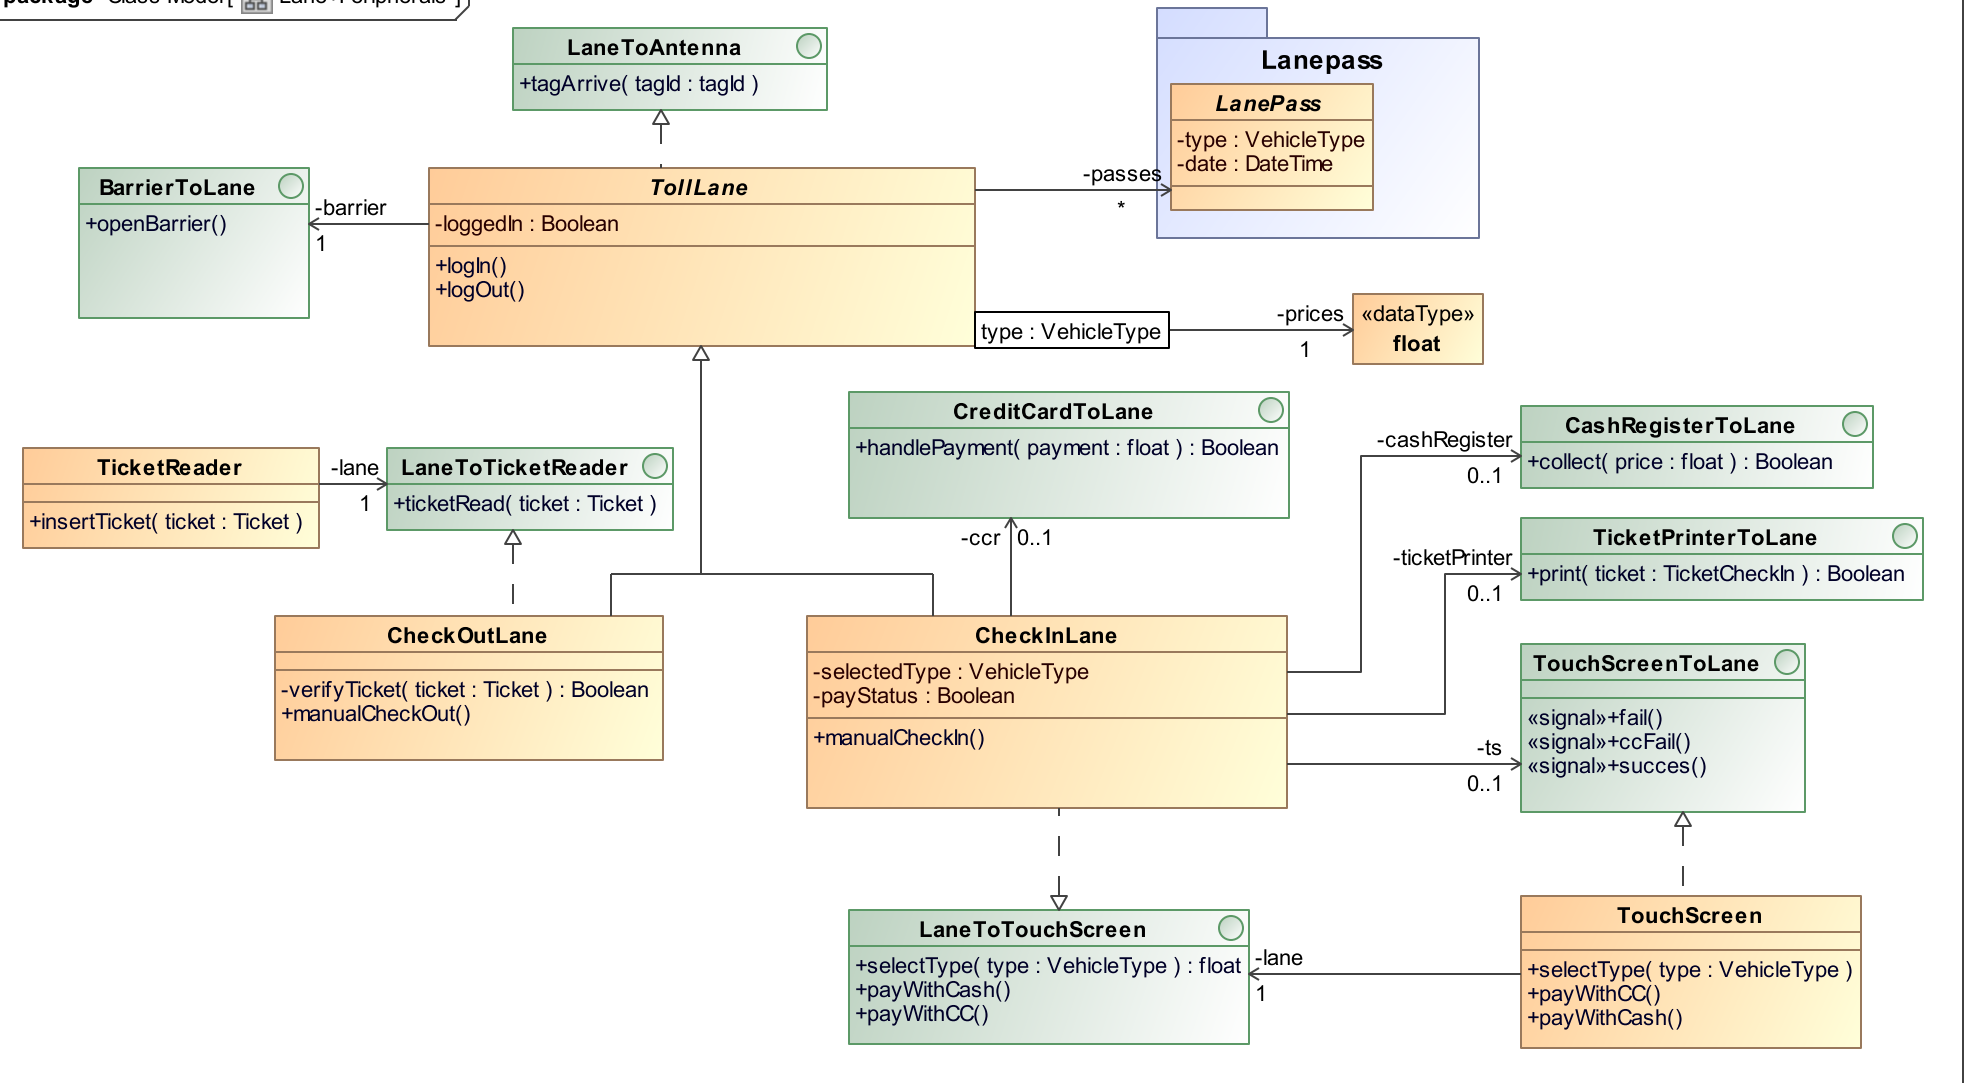 package Class Model[ Lane+Peripherals ]
LaneToAntenna
+tagArrive( tagId : tagId )
Lanepass
LanePass
-type : VehicleType
-date : DateTime
BarrierToLane
+openBarrier()
-barrier
1
TollLane
-loggedIn : Boolean
+logIn()
+logOut()
-passes
*
type : VehicleType
-prices
1
«dataType»
float
CreditCardToLane
+handlePayment( payment : float ) : Boolean
-cashRegister
0..1
CashRegisterToLane
+collect( price : float ) : Boolean
TicketReader
+insertTicket( ticket : Ticket )
-lane
1
LaneToTicketReader
+ticketRead( ticket : Ticket )
-ccr
0..1
-ticketPrinter
0..1
TicketPrinterToLane
+print( ticket : TicketCheckIn ) : Boolean
CheckOutLane
-verifyTicket( ticket : Ticket ) : Boolean
+manualCheckOut()
CheckInLane
-selectedType : VehicleType
-payStatus : Boolean
+manualCheckIn()
-ts
0..1
TouchScreenToLane
«signal»+fail()
«signal»+ccFail()
«signal»+succes()
LaneToTouchScreen
+selectType( type : VehicleType ) : float
+payWithCash()
+payWithCC()
-lane
1
TouchScreen
+selectType( type : VehicleType )
+payWithCC()
+payWithCash()